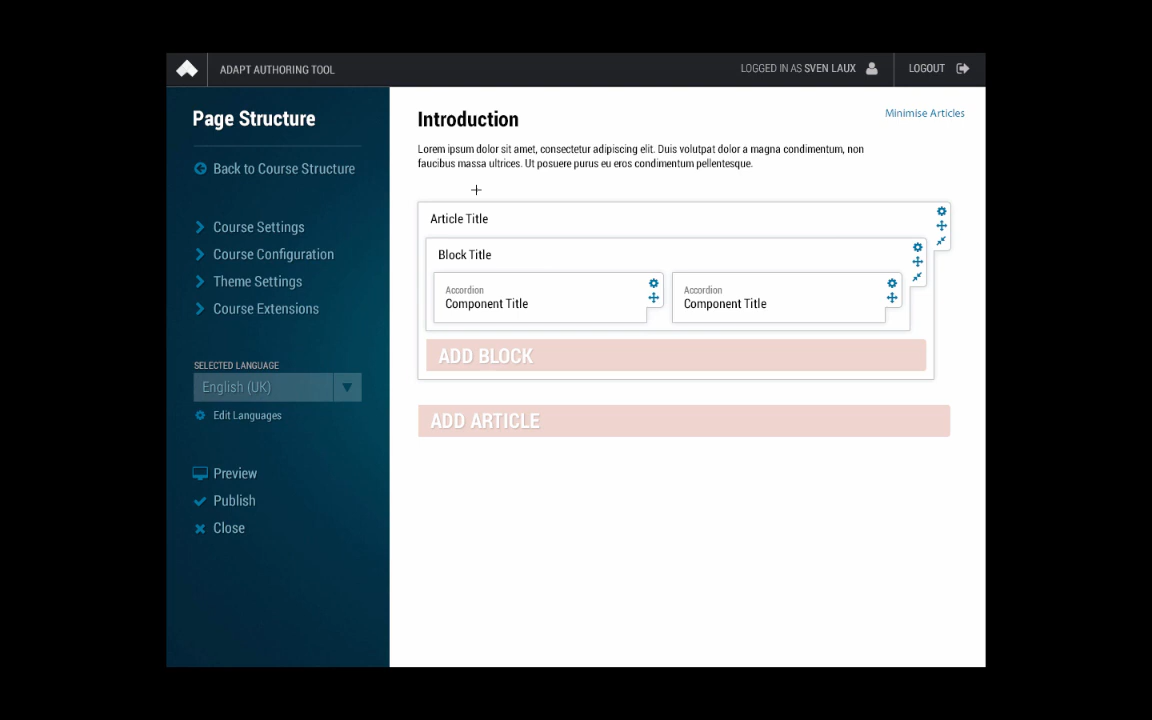 ADAPT AUTHORING TOOL
LOGGED IN AS SVEN LAUX
LOGOUT
Page Structure
Back to Course Structure
Course Settings
Course Configuration
Theme Settings
Course Extensions
SELECTED LANGUAGE
English (UK)
Edit Languages
Preview
Publish
Close
Introduction
Minimise Articles
Lorem ipsum dolor sit amet, consectetur adipiscing elit. Duis volutpat dolor a magna condimentum, non
faucibus massa ultrices. Ut posuere purus eu eros condimentum pellentesque.
Article Title
Block Title
Accordion
Component Title
Accordion
Component Title
ADD BLOCK
ADD ARTICLE